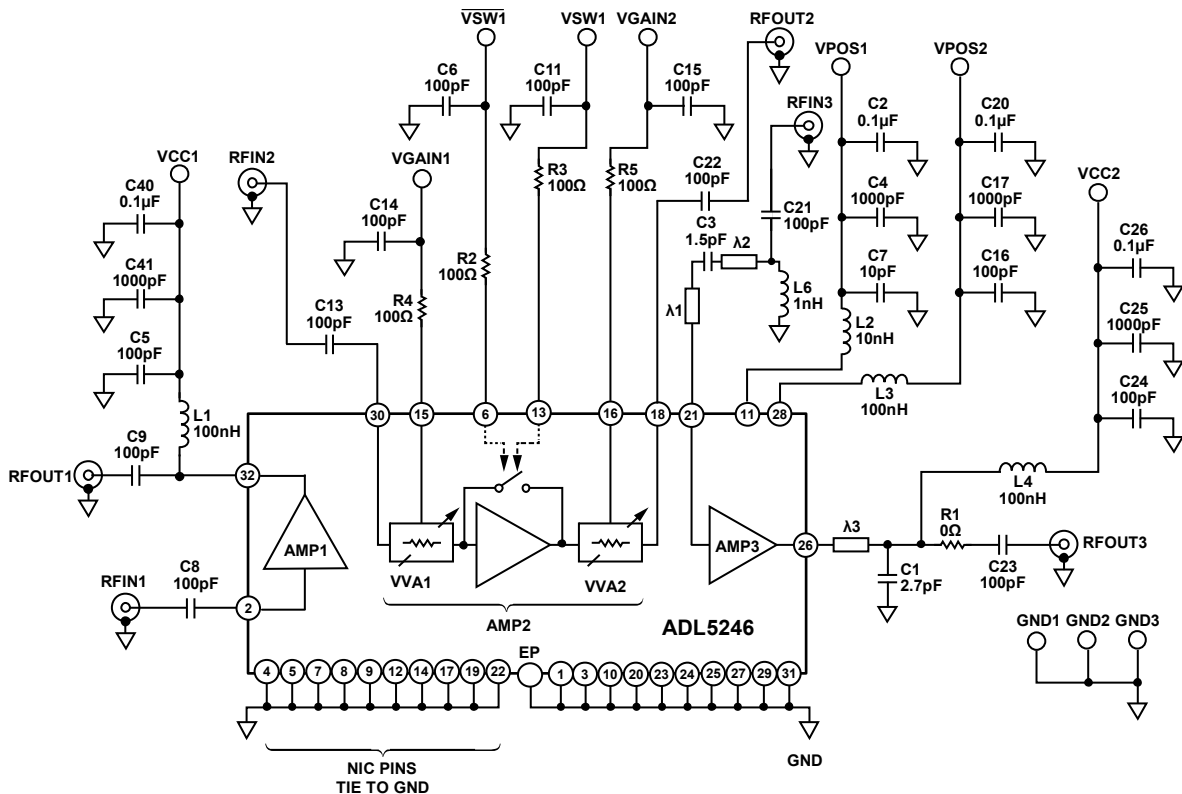 VSW1
VSW1
VGAIN2
RFOUT2
VPOS1
VPOS2
C6
100pF
C11
100pF
C15
100pF
RFIN3
C2
0.1µF
C20
0.1µF
VCC1
RFIN2
VGAIN1
R3
100Ω
R5
100Ω
C22
100pF
VCC2
C40
0.1µF
C14
100pF
C21
100pF
C4
1000pF
C17
1000pF
C3
1.5pF
λ2
C26
0.1µF
C41
1000pF
R2
100Ω
C7
10pF
C16
100pF
L6
1nH
R4
100Ω
λ1
C13
100pF
L2
10nH
C25
1000pF
C5
100pF
L3
100nH
C24
100pF
L1
100nH
30
15
6
13
16
18
21
11
28
C9
100pF
RFOUT1
32
L4
100nH
AMP1
AMP3
26
λ3
R1
0Ω
RFOUT3
C23
100pF
C1
2.7pF
VVA1
VVA2
C8
100pF
RFIN1
2
AMP2
ADL5246
GND1
GND2
GND3
EP
4
5
7
8
9
12
14
17
19
22
1
3
10
20
23
24
25
27
29
31
GND
NIC PINS
TIE TO GND